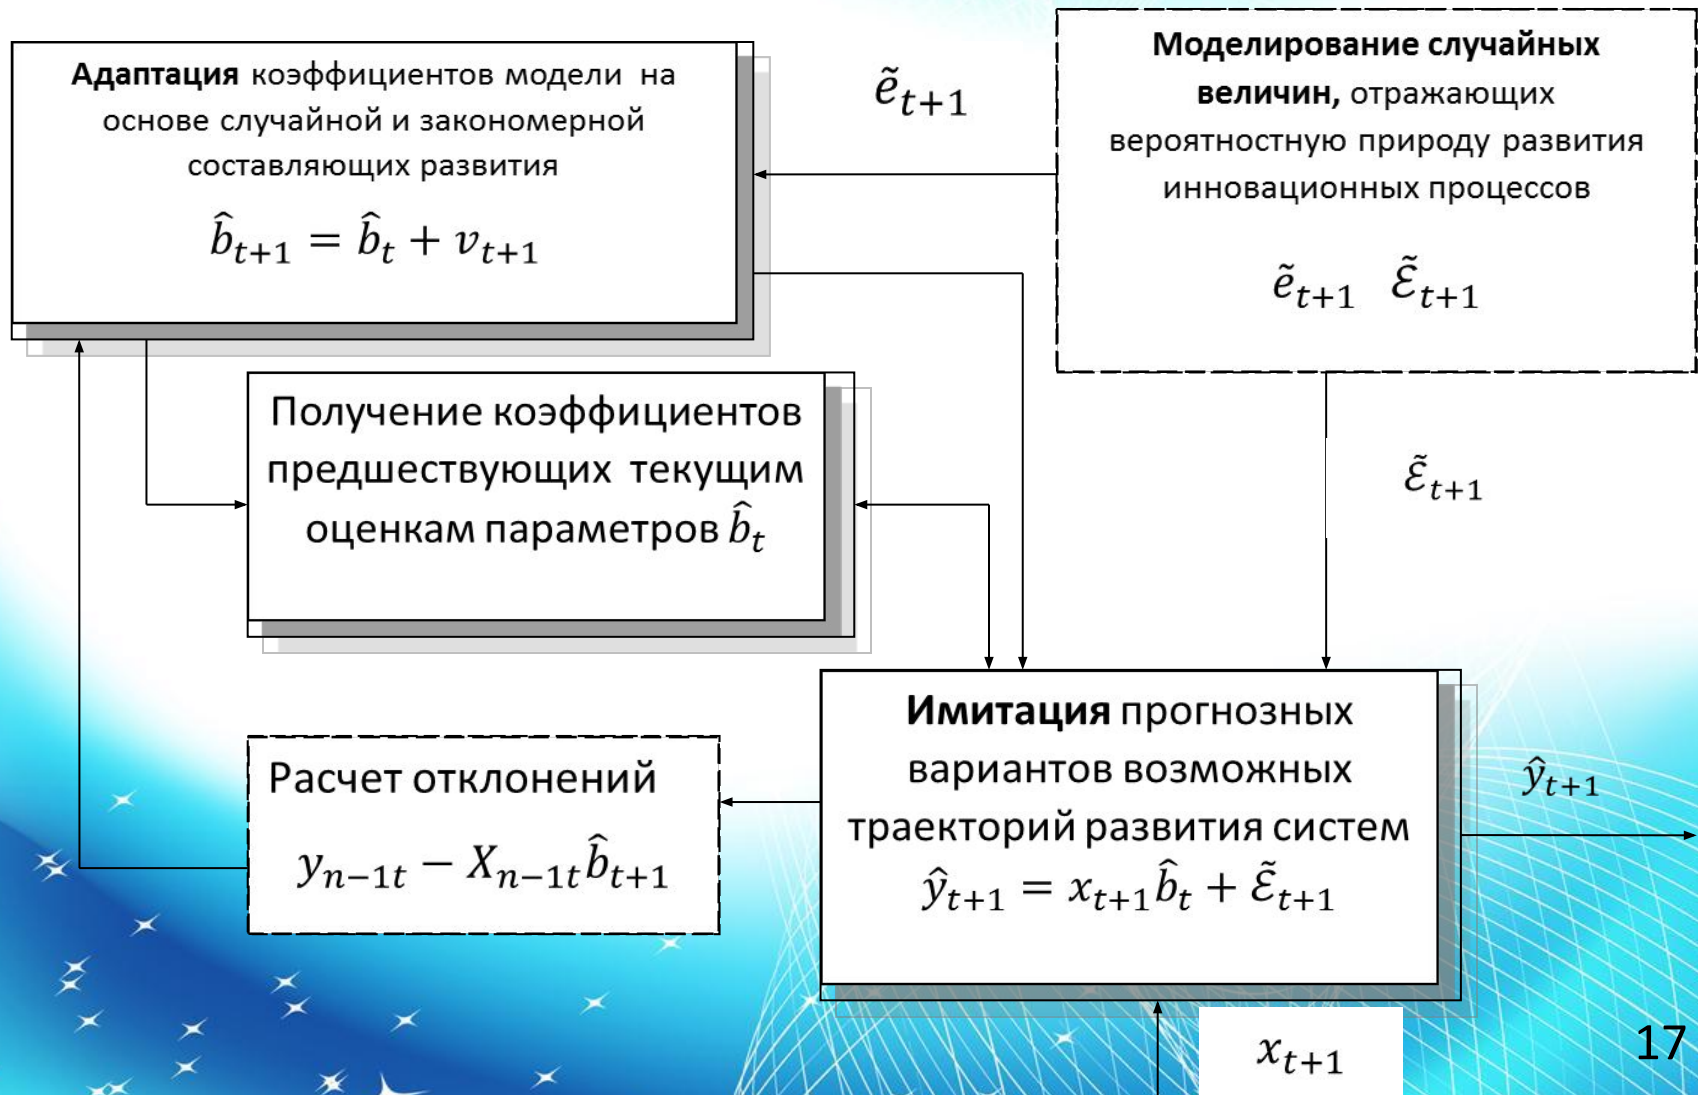 Адаптация коэффициентов модели на
основе случайной и закономерной
составляющих развития
b̂ₜ₊₁ = b̂ₜ + vₜ₊₁
ẽₜ₊₁
Моделирование случайных
величин, отражающих
вероятностную природу развития
инновационных процессов
ẽₜ₊₁ ℰ̃ₜ₊₁
Получение коэффициентов
предшествующих текущим
оценкам параметров b̂ₜ
ℰ̃ₜ₊₁
Расчет отклонений
yₙ₋₁ₜ − Xₙ₋₁ₜb̂ₜ₊₁
Имитация прогнозных
вариантов возможных
траекторий развития систем
ŷₜ₊₁ = xₜ₊₁b̂ₜ + ℰ̃ₜ₊₁
ŷₜ₊₁
xₜ₊₁
17